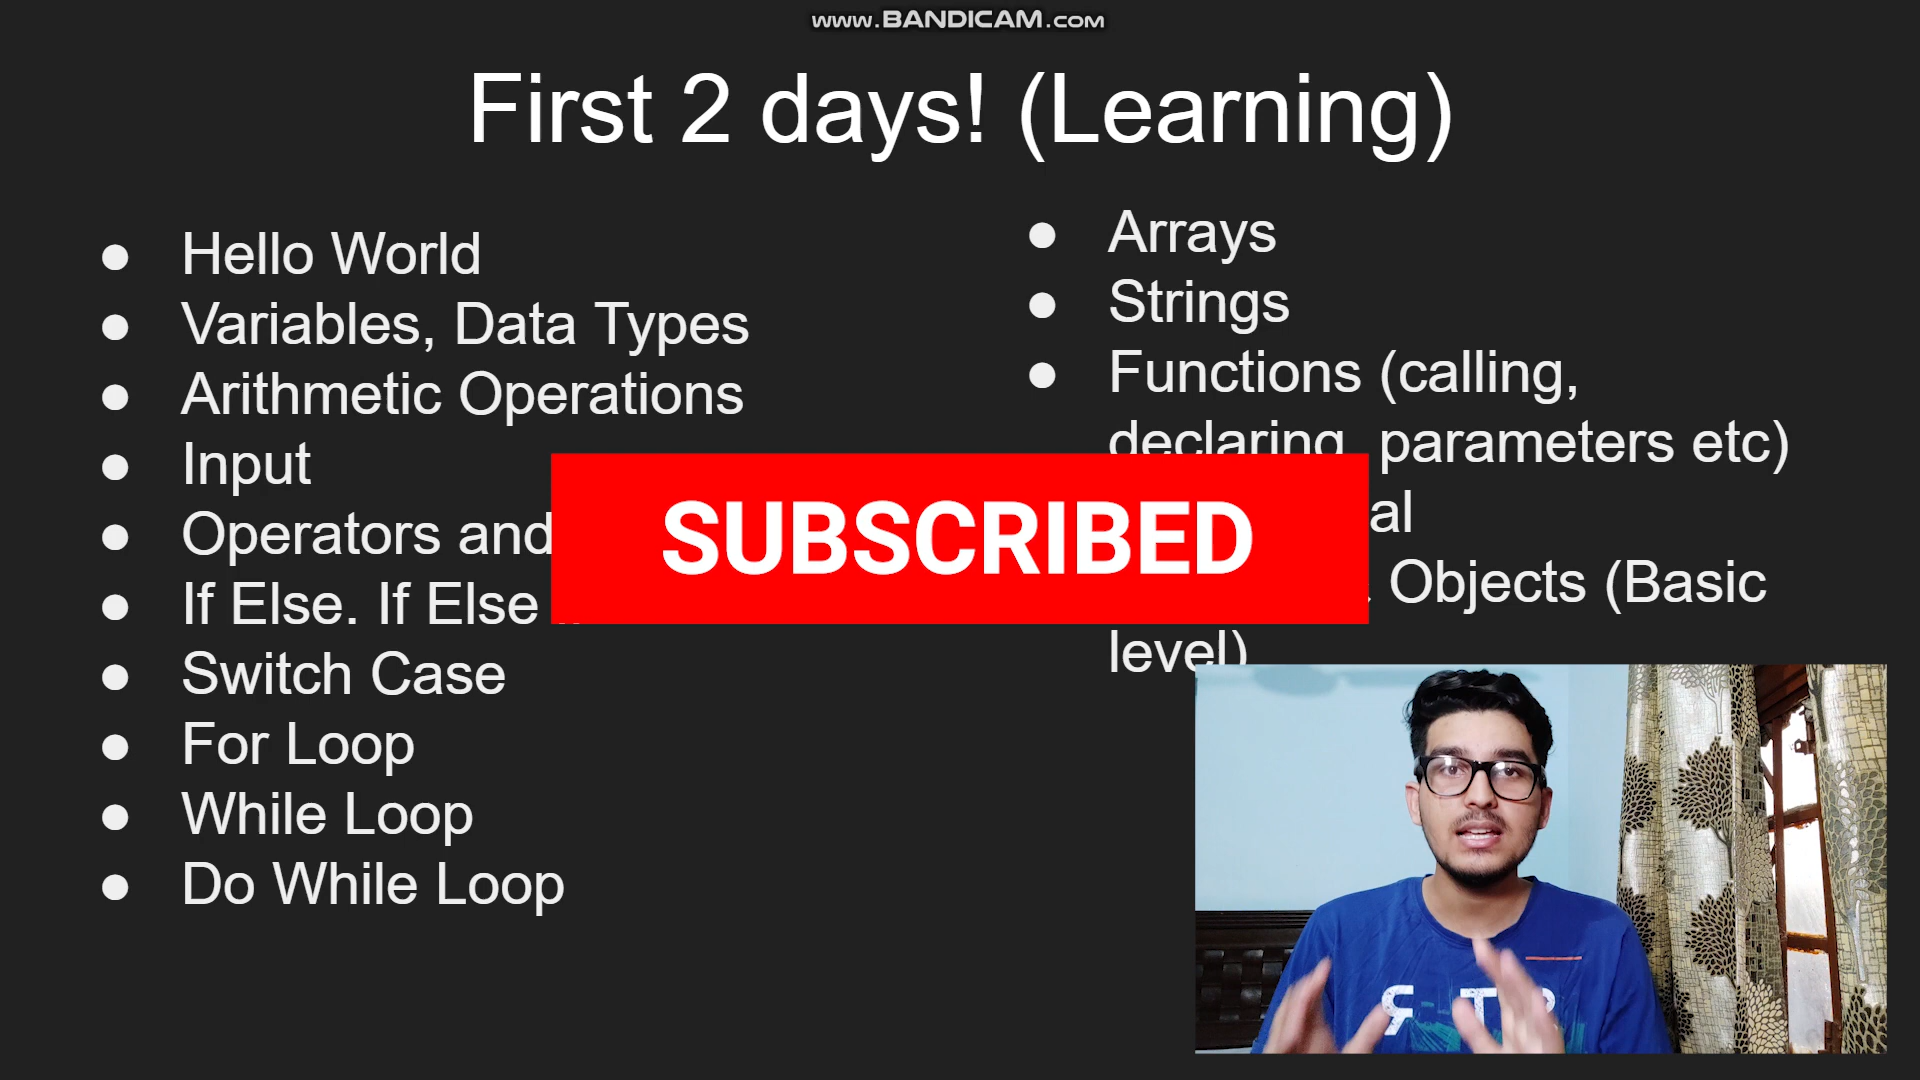 www.BANDICAM.com
First 2 days! (Learning)
Hello World
Variables, Data Types
Arithmetic Operations
Input
Operators and
If Else. If Else
Switch Case
For Loop
While Loop
Do While Loop
Arrays
Strings
Functions (calling,
declaring, parameters etc)
Objects (Basic
level)
SUBSCRIBED